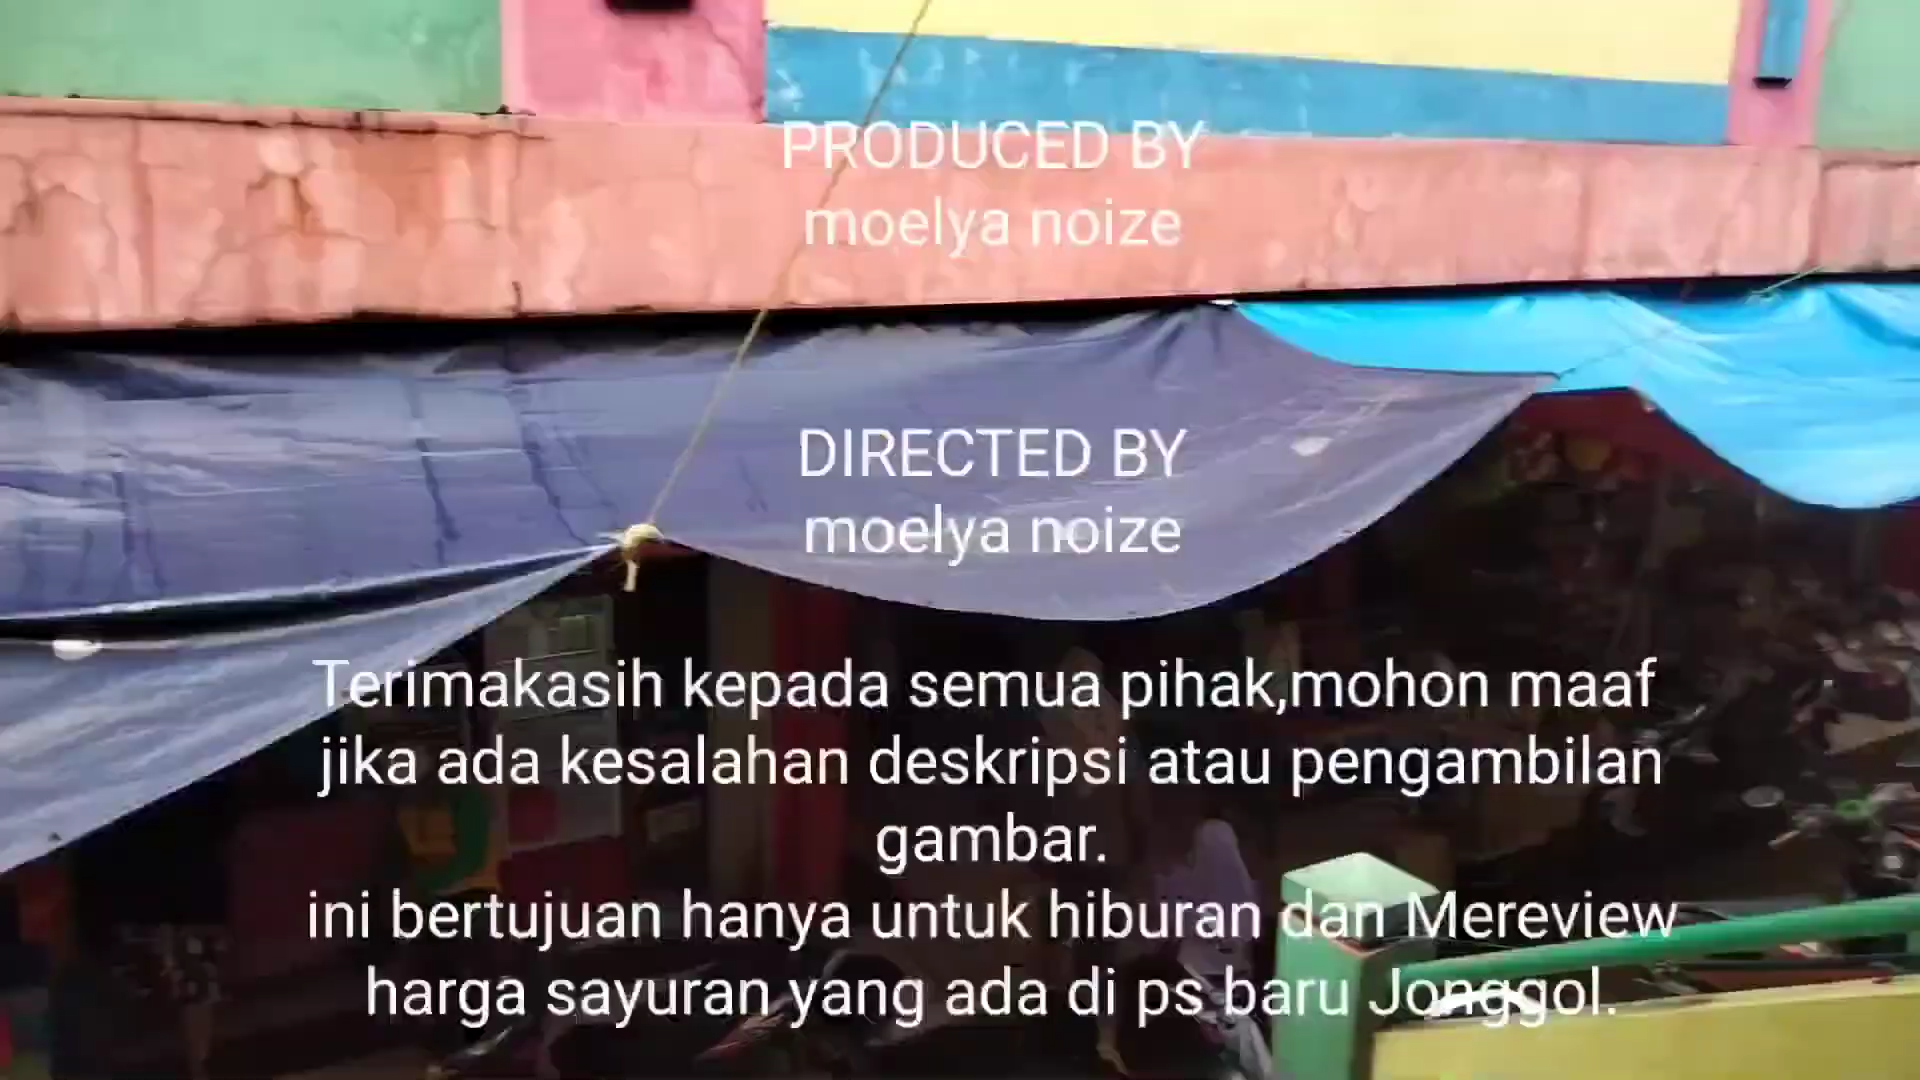 PRODUCED BY
moelya noize
DIRECTED BY
moelya noize
Terimakasih kepada semua pihak,mohon maaf
jika ada kesalahan deskripsi atau pengambilan
gambar.
ini bertujuan hanya untuk hiburan dan Mereview
harga sayuran yang ada di ps baru Jonggol.